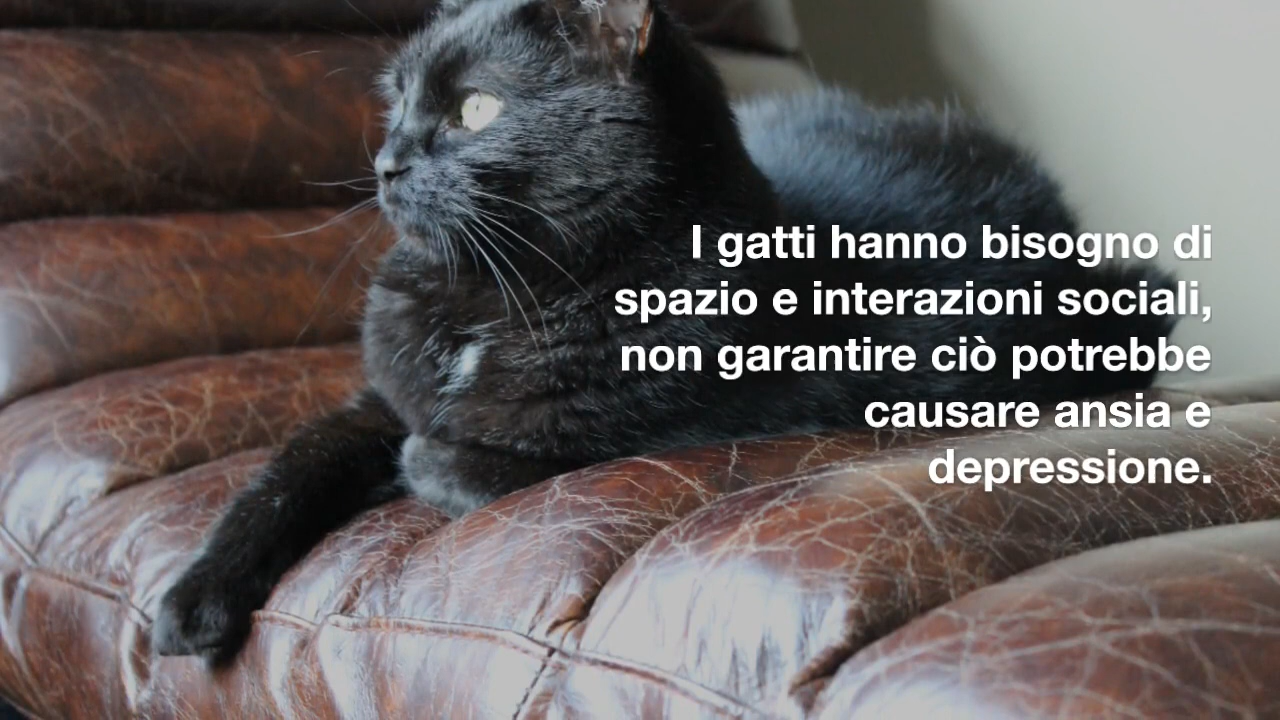 I gatti hanno bisogno di
spazio e interazioni sociali,
non garantire ciò potrebbe
causare ansia e
depressione.